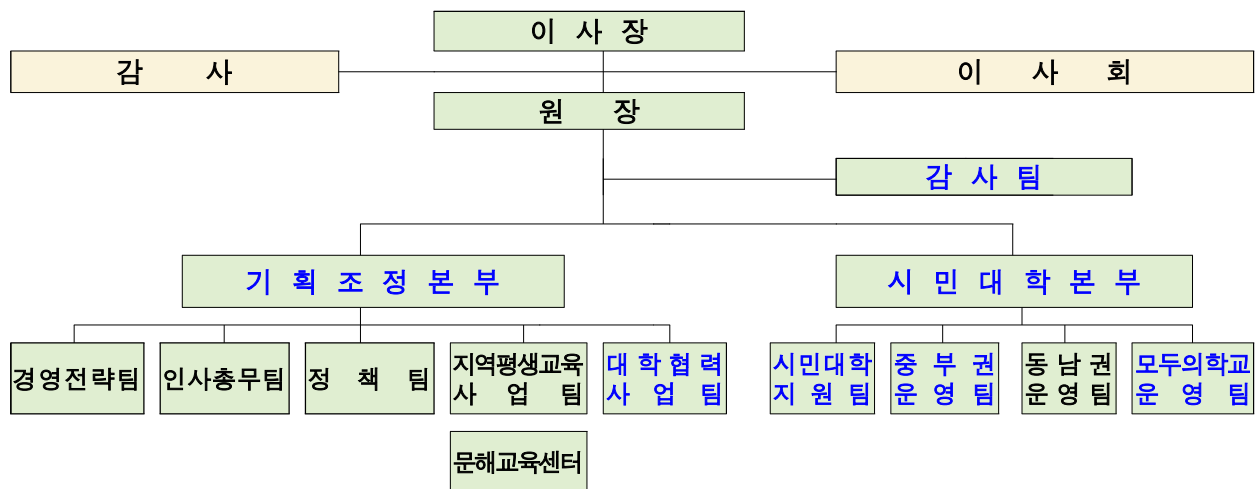 이 사 장
감 사
이 사 회
원 장
감 사 팀
기 획 조 정 본 부
시 민 대 학 본 부
경영전략팀
인사총무팀
정 책 팀
지역평생교육
사 업 팀
대 학 협 력
사 업 팀
시민대학
지 원 팀
중 부 권
운 영 팀
동 남 권
운 영 팀
모두의학교
운 영 팀
문해교육센터